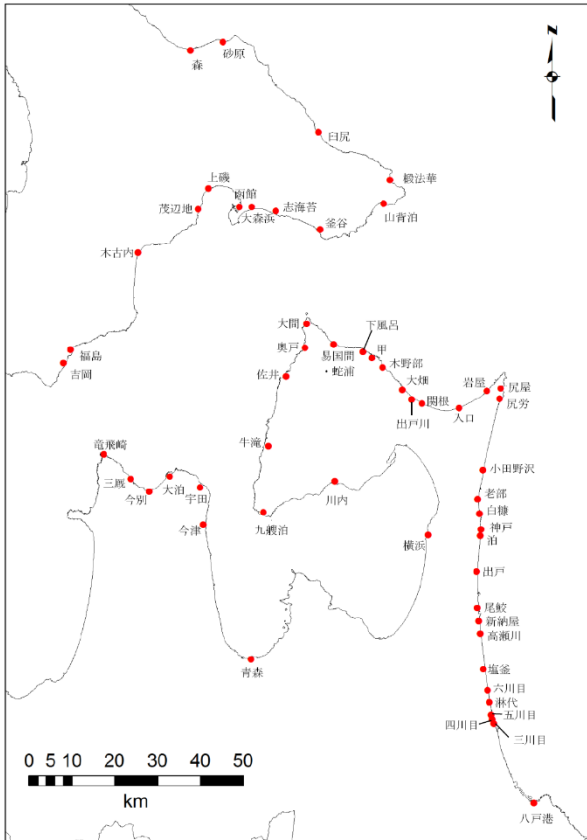 砂原
森
N
臼尻
椴法華
上磯
函館
志海苔
茂辺地
大森浜
山背泊
釜谷
木古内
大間
下風呂
奥戸
易国間
甲
福島
・蛇浦
木野部
吉岡
佐井
大畑
岩屋
尻屋
関根
尻労
出戸川
入口
牛滝
竜飛崎
小田野沢
三厩
大泊
川内
今別
宇田
老部
九艘泊
白糠
今津
横浜
神戸
泊
出戸
尾鮫
新納屋
高瀬川
青森
塩釜
六川目
淋代
五川目
四川目
三川目
0 5 10 20 30 40 50
km
八戸港